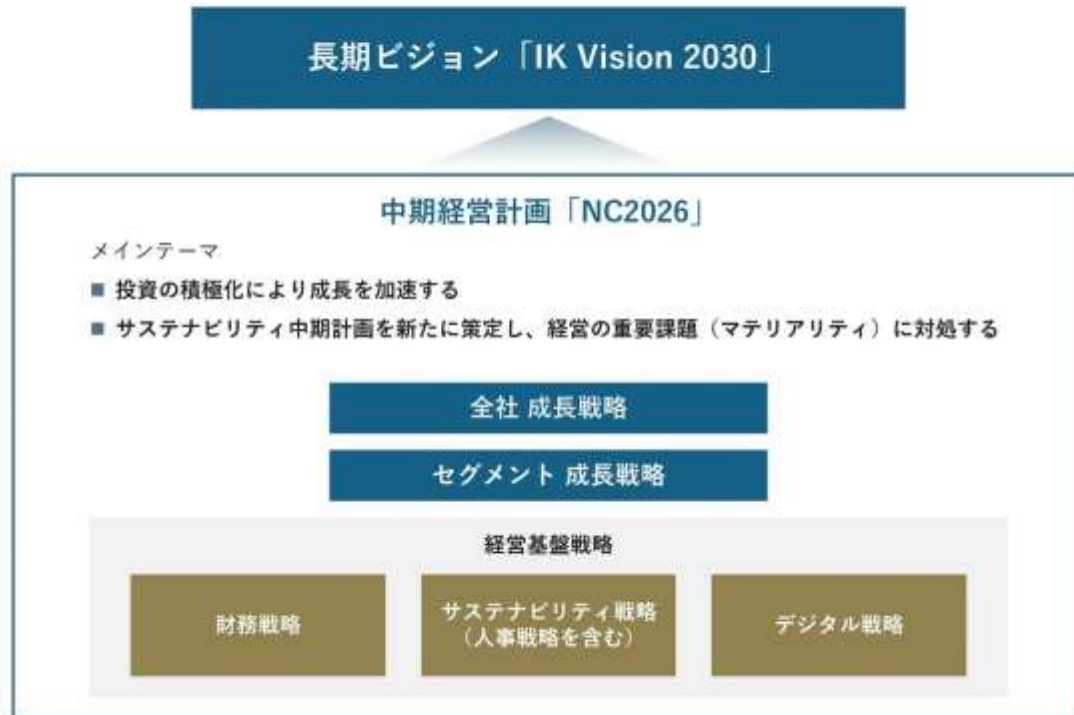 長期ビジョン「IK Vision 2030」
中期経営計画「NC2026」
メインテーマ
■ 投資の積極化により成長を加速する
■ サステナビリティ中期計画を新たに策定し、経営の重要課題（マテリアリティ）に対処する
全社 成長戦略
セグメント 成長戦略
経営基盤戦略
財務戦略
サステナビリティ戦略
（人事戦略を含む）
デジタル戦略